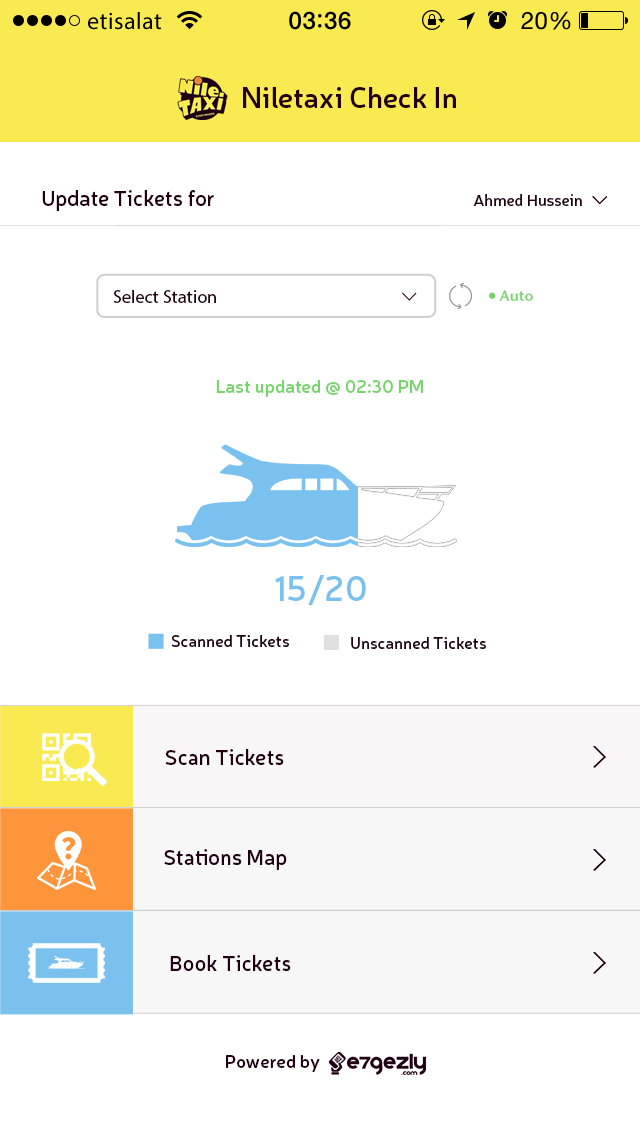 etisalat 03:36 20%
Nile TAXI Niletaxi Check In
Update Tickets for Ahmed Hussein
Select Station Auto
Last updated @ 02:30 PM
15/20
Scanned Tickets Unscanned Tickets
Scan Tickets
?
Stations Map
Book Tickets
Powered by e7gezly
.com